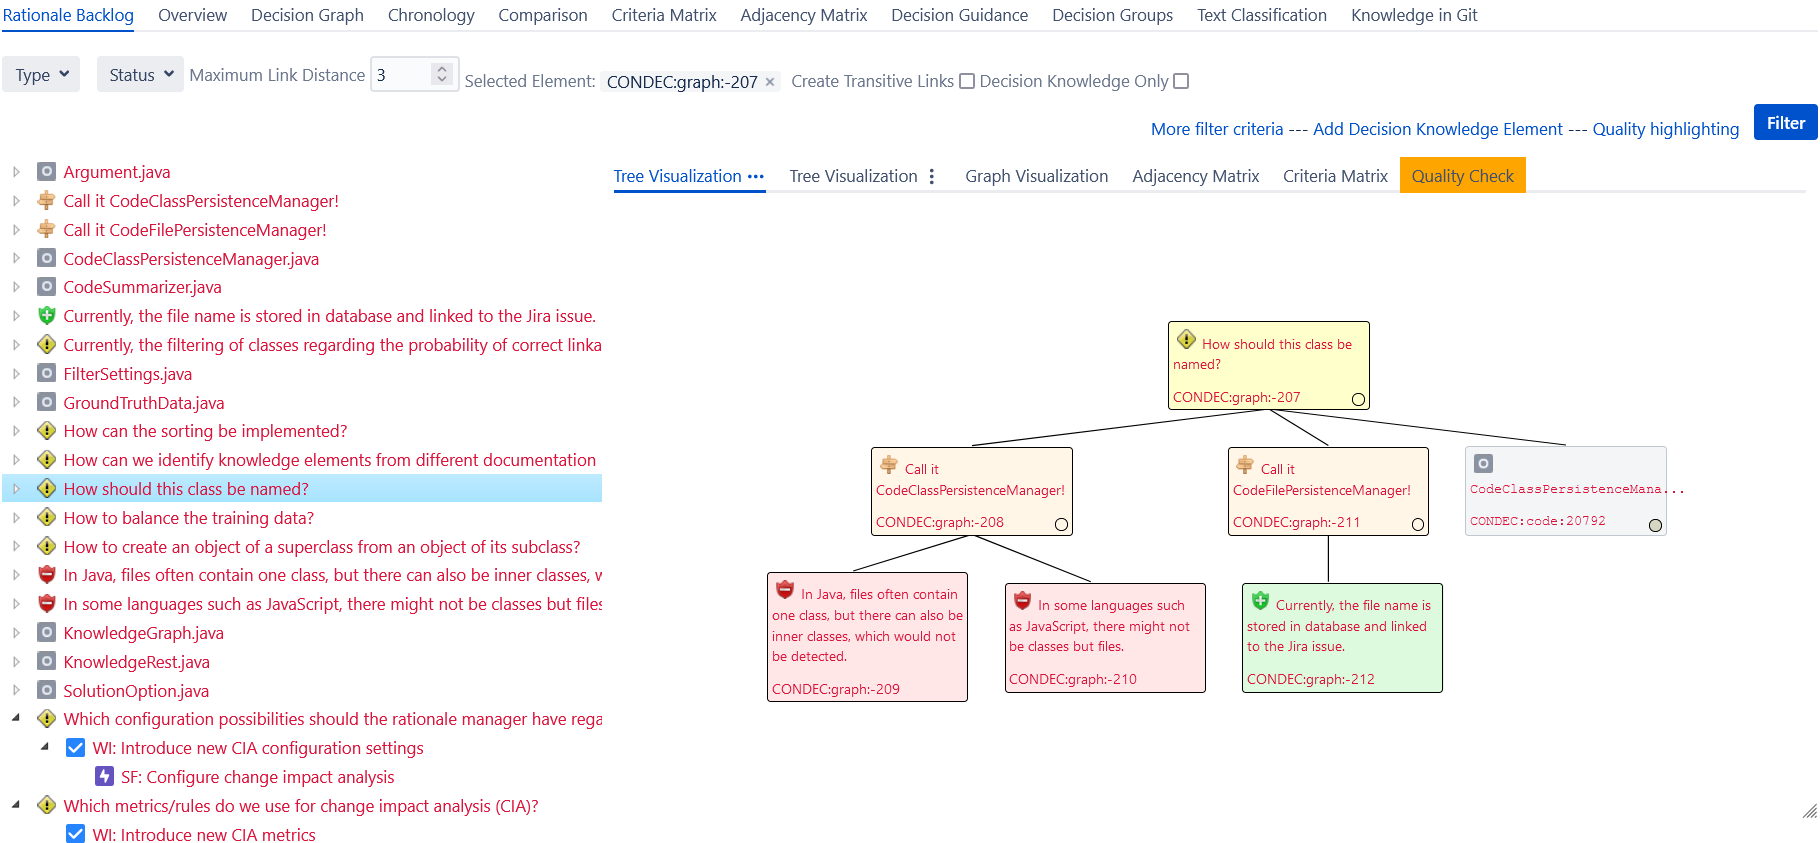 Rationale Backlog Overview Decision Graph Chronology Comparison Criteria Matrix Adjacency Matrix Decision Guidance Decision Groups Text Classification Knowledge in Git
Type Status Maximum Link Distance 3 Selected Element: CONDEC:graph:-207 × Create Transitive Links Decision Knowledge Only
More filter criteria --- Add Decision Knowledge Element --- Quality highlighting Filter
Argument.java
Call it CodeClassPersistenceManager!
Call it CodeFilePersistenceManager!
CodeClassPersistenceManager.java
CodeSummarizer.java
Currently, the file name is stored in database and linked to the Jira issue.
Currently, the filtering of classes regarding the probability of correct linka
FilterSettings.java
GroundTruthData.java
How can the sorting be implemented?
How can we identify knowledge elements from different documentation
How should this class be named?
How to balance the training data?
How to create an object of a superclass from an object of its subclass?
In Java, files often contain one class, but there can also be inner classes, w
In some languages such as JavaScript, there might not be classes but files
KnowledgeGraph.java
KnowledgeRest.java
SolutionOption.java
Which configuration possibilities should the rationale manager have rega
WI: Introduce new CIA configuration settings
SF: Configure change impact analysis
Which metrics/rules do we use for change impact analysis (CIA)?
WI: Introduce new CIA metrics
Tree Visualization ••• Tree Visualization Graph Visualization Adjacency Matrix Criteria Matrix Quality Check
How should this class be
named?
CONDEC:graph:-207
Call it
CodeClassPersistenceManager!
CONDEC:graph:-208
Call it
CodeFilePersistenceManager!
CONDEC:graph:-211
CodeClassPersistenceMana...
CONDEC:code:20792
In Java, files often contain
one class, but there can also be
inner classes, which would not
be detected.
CONDEC:graph:-209
In some languages such
as JavaScript, there might not
be classes but files.
CONDEC:graph:-210
Currently, the file name is
stored in database and linked
to the Jira issue.
CONDEC:graph:-212